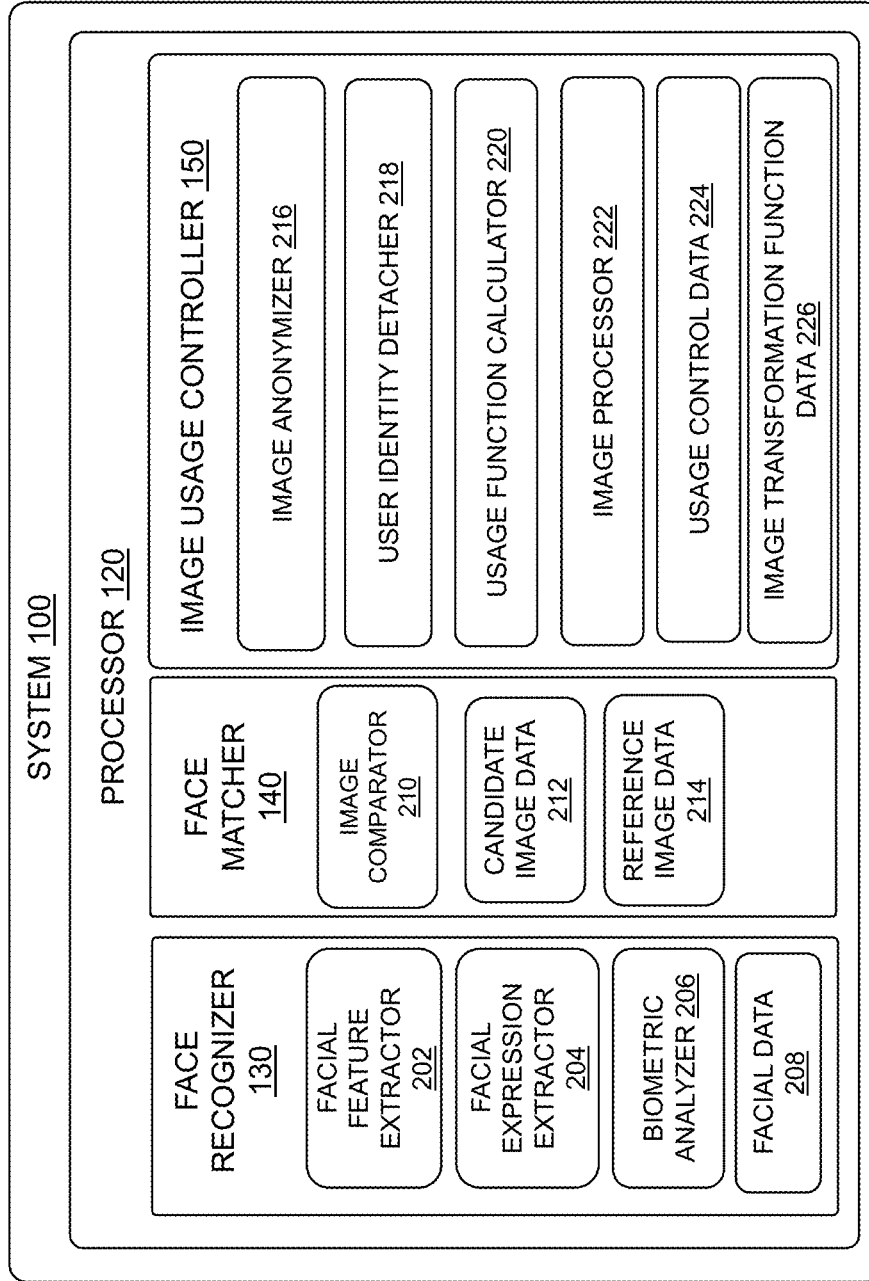 SYSTEM 100
PROCESSOR 120
FACE
RECOGNIZER
130
FACIAL
FEATURE
EXTRACTOR
202
FACIAL
EXPRESSION
EXTRACTOR
204
BIOMETRIC
ANALYZER 206
FACIAL DATA
208
FACE
MATCHER
140
IMAGE
COMPARATOR
210
CANDIDATE
IMAGE DATA
212
REFERENCE
IMAGE DATA
214
IMAGE USAGE CONTROLLER 150
IMAGE ANONYMIZER 216
USER IDENTITY DETACHER 218
USAGE FUNCTION CALCULATOR 220
IMAGE PROCESSOR 222
USAGE CONTROL DATA 224
IMAGE TRANSFORMATION FUNCTION
DATA 226